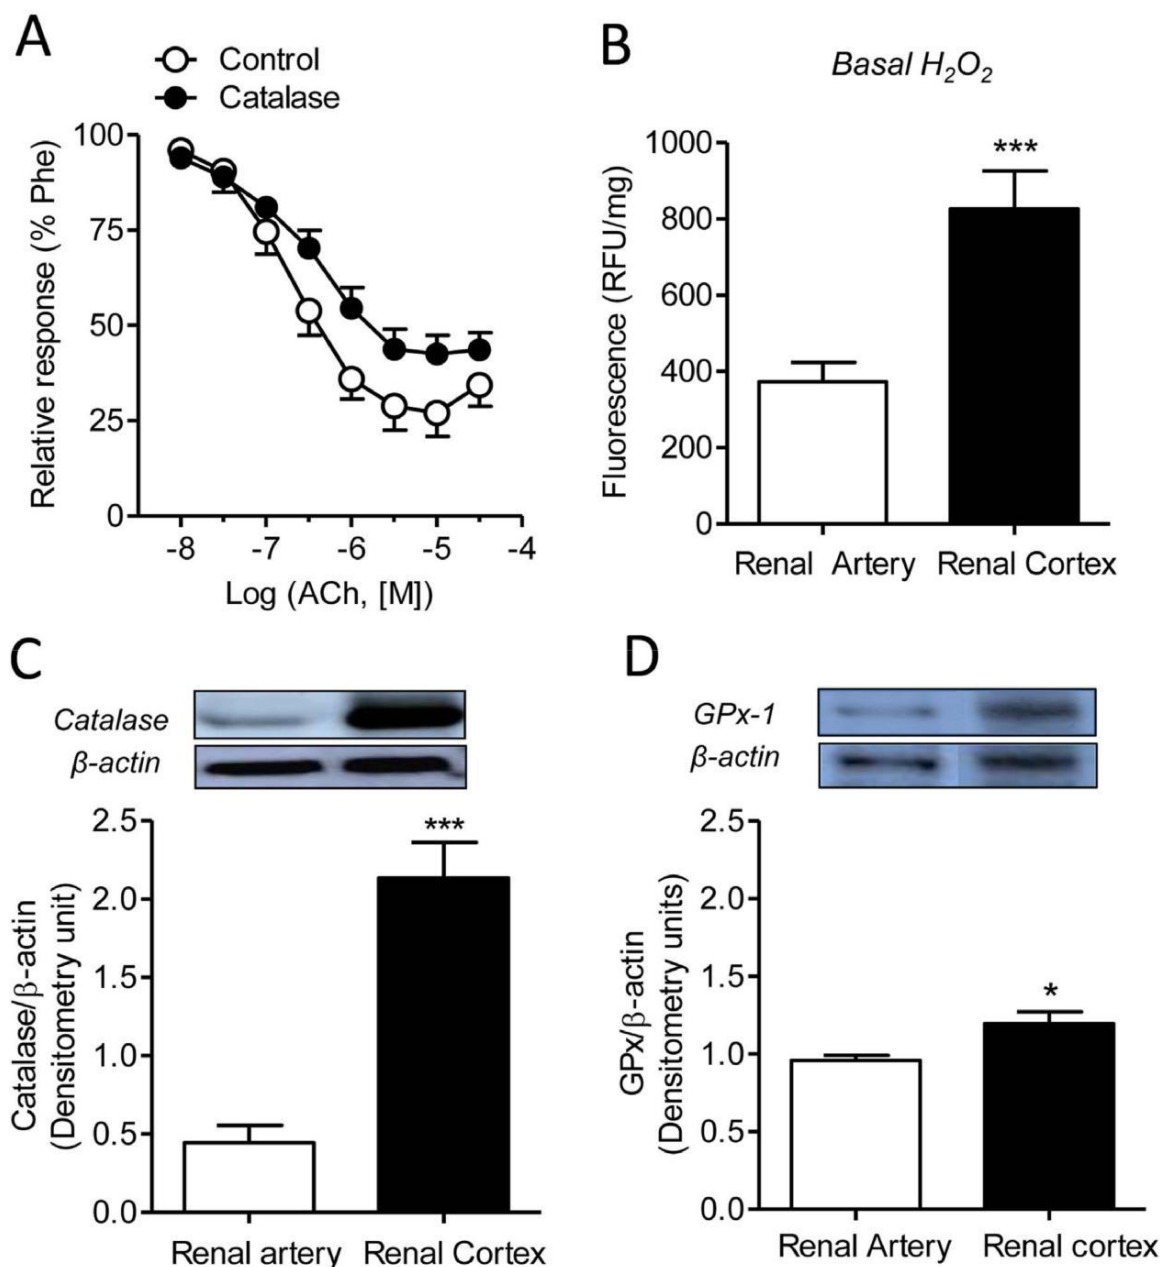 A
Control
Catalase
Relative response (% Phe)
100
75
50
25
0
-8
-7
-6
-5
-4
Log (ACh, [M])
B
Basal H₂O₂
Fluorescence (RFU/mg)
1000
800
600
400
200
0
***
Renal Artery
Renal Cortex
C
Catalase
β-actin
Catalase/β-actin
(Densitometry unit)
2.5
2.0
1.5
1.0
0.5
0.0
***
Renal artery
Renal Cortex
D
GPx-1
β-actin
GPx/β-actin
(Densitometry units)
2.5
2.0
1.5
1.0
0.5
0.0
*
Renal Artery
Renal cortex